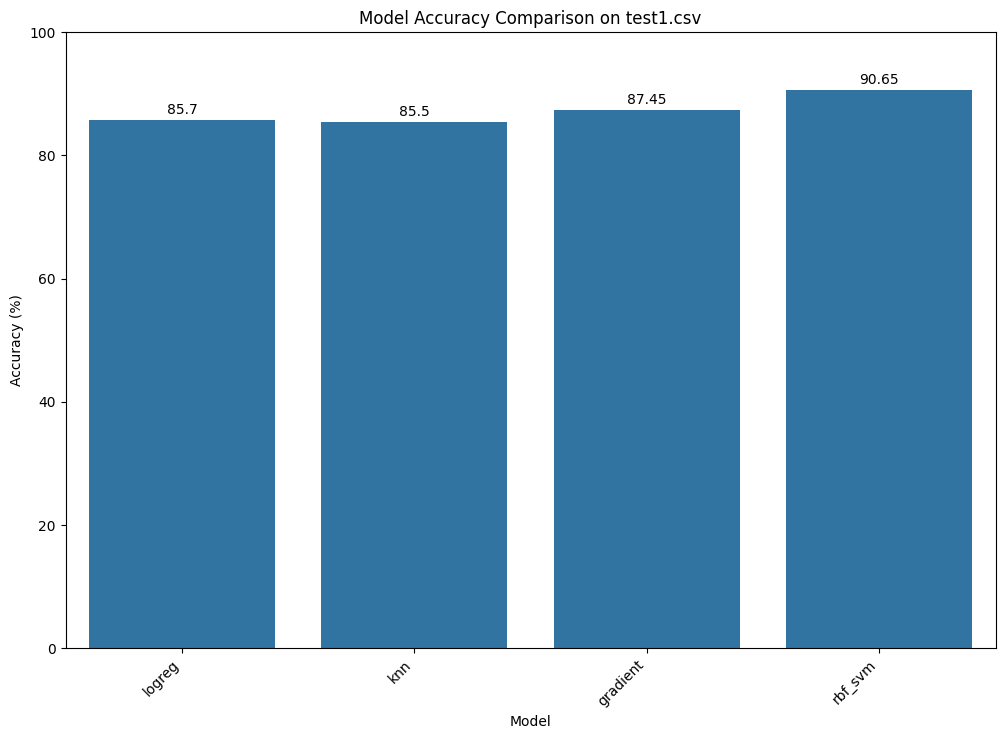 Model Accuracy Comparison on test1.csv
100
80
60
40
20
0
Accuracy (%)
85.7
85.5
87.45
90.65
logreg
knn
gradient
rbf_svm
Model